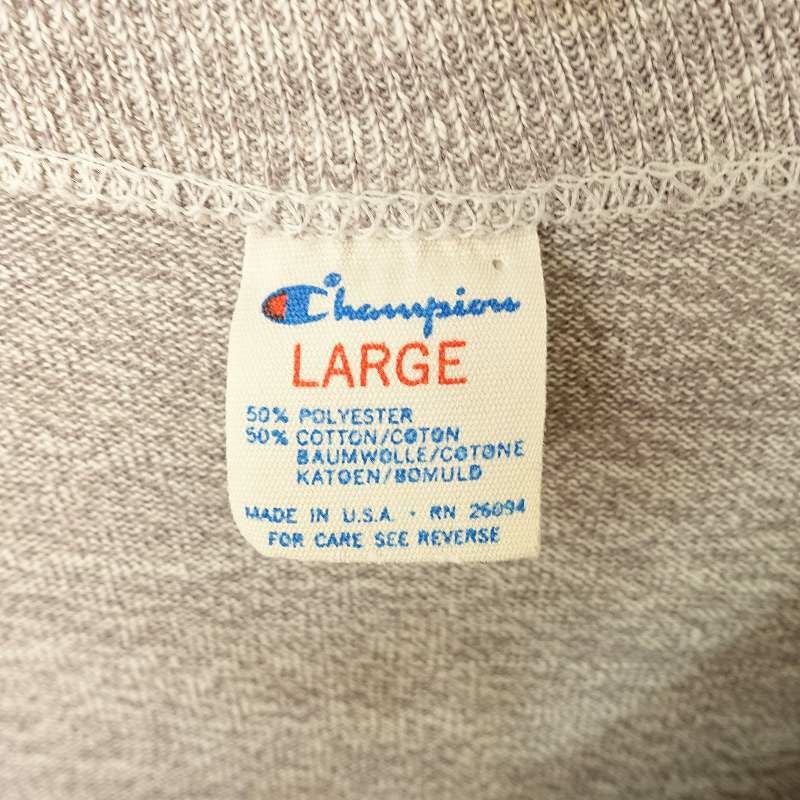 Champion
LARGE
50% POLYESTER
50% COTTON/COTON
BAUMWOLLE/COTONE
KATOEN/BOMULD
MADE IN U.S.A. · RN 26094
FOR CARE SEE REVERSE